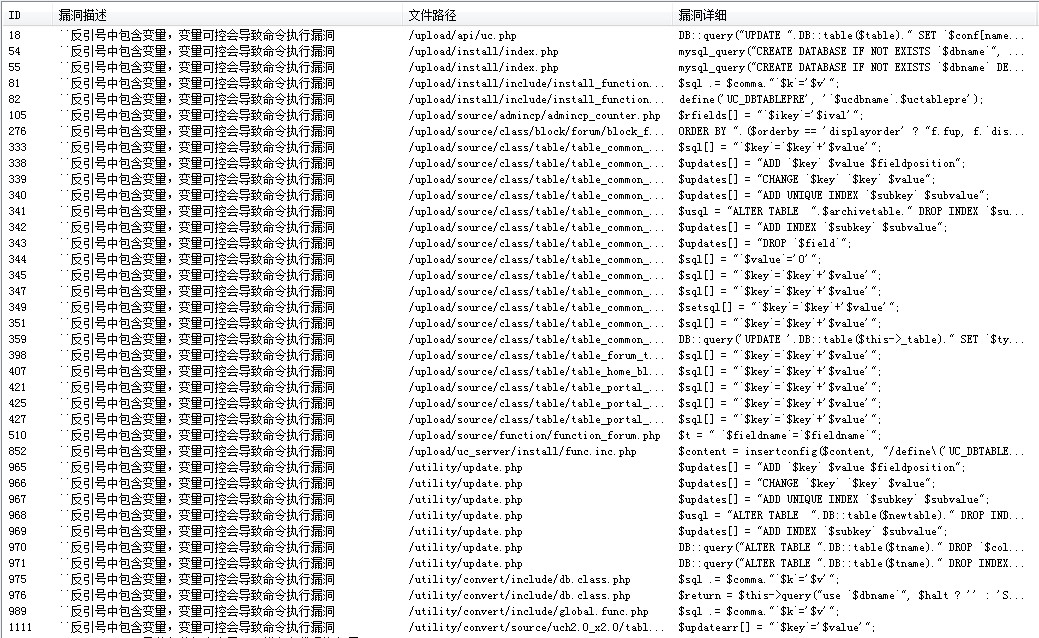 ID 漏洞描述 文件路径 漏洞详细
18 ``反引号中包含变量，变量可控会导致命令执行漏洞 /upload/api/uc.php DB::query("UPDATE ".DB::table($table)." SET `$conf[name...
54 ``反引号中包含变量，变量可控会导致命令执行漏洞 /upload/install/index.php mysql_query("CREATE DATABASE IF NOT EXISTS `$dbname`", ...
55 ``反引号中包含变量，变量可控会导致命令执行漏洞 /upload/install/index.php mysql_query("CREATE DATABASE IF NOT EXISTS `$dbname` DE...
81 ``反引号中包含变量，变量可控会导致命令执行漏洞 /upload/install/include/install_function... $sql .= $comma."`$k`='$v'";
82 ``反引号中包含变量，变量可控会导致命令执行漏洞 /upload/install/include/install_function... define('UC_DBTABLEPRE', '`$ucdbname`.$uctablepre');
105 ``反引号中包含变量，变量可控会导致命令执行漏洞 /upload/source/admincp/admincp_counter.php $rfields[] = "`$ikey`='$ival'";
276 ``反引号中包含变量，变量可控会导致命令执行漏洞 /upload/source/class/block/forum/block_f... ORDER BY ".($orderby == 'displayorder' ? "f.fup, f.`dis...
333 ``反引号中包含变量，变量可控会导致命令执行漏洞 /upload/source/class/table/table_common_... $sql[] = "`$key`=`$key`+'$value'";
338 ``反引号中包含变量，变量可控会导致命令执行漏洞 /upload/source/class/table/table_common_... $updates[] = "ADD `$key` $value $fieldposition";
339 ``反引号中包含变量，变量可控会导致命令执行漏洞 /upload/source/class/table/table_common_... $updates[] = "CHANGE `$key` `$key` $value";
340 ``反引号中包含变量，变量可控会导致命令执行漏洞 /upload/source/class/table/table_common_... $updates[] = "ADD UNIQUE INDEX `$subkey` $subvalue";
341 ``反引号中包含变量，变量可控会导致命令执行漏洞 /upload/source/class/table/table_common_... $usql = "ALTER TABLE  ".$archivetable." DROP INDEX `$su...
342 ``反引号中包含变量，变量可控会导致命令执行漏洞 /upload/source/class/table/table_common_... $updates[] = "ADD INDEX `$subkey` $subvalue";
343 ``反引号中包含变量，变量可控会导致命令执行漏洞 /upload/source/class/table/table_common_... $updates[] = "DROP `$field`";
344 ``反引号中包含变量，变量可控会导致命令执行漏洞 /upload/source/class/table/table_common_... $sql[] = "`$value`='0'";
345 ``反引号中包含变量，变量可控会导致命令执行漏洞 /upload/source/class/table/table_common_... $sql[] = "`$key`=`$key`+'$value'";
347 ``反引号中包含变量，变量可控会导致命令执行漏洞 /upload/source/class/table/table_common_... $sql[] = "`$key`=`$key`+'$value'";
349 ``反引号中包含变量，变量可控会导致命令执行漏洞 /upload/source/class/table/table_common_... $setsql[] = "`$key`=`$key`+'$value'";
351 ``反引号中包含变量，变量可控会导致命令执行漏洞 /upload/source/class/table/table_common_... $sql[] = "`$key`=`$key`+'$value'";
359 ``反引号中包含变量，变量可控会导致命令执行漏洞 /upload/source/class/table/table_common_... DB::query('UPDATE '.DB::table($this->_table)." SET `$ty...
398 ``反引号中包含变量，变量可控会导致命令执行漏洞 /upload/source/class/table/table_forum_t... $sql[] = "`$key`=`$key`+'$value'";
407 ``反引号中包含变量，变量可控会导致命令执行漏洞 /upload/source/class/table/table_home_bl... $sql[] = "`$key`=`$key`+'$value'";
421 ``反引号中包含变量，变量可控会导致命令执行漏洞 /upload/source/class/table/table_portal_... $sql[] = "`$key`=`$key`+'$value'";
425 ``反引号中包含变量，变量可控会导致命令执行漏洞 /upload/source/class/table/table_portal_... $sql[] = "`$key`=`$key`+'$value'";
427 ``反引号中包含变量，变量可控会导致命令执行漏洞 /upload/source/class/table/table_portal_... $sql[] = "`$key`=`$key`+'$value'";
510 ``反引号中包含变量，变量可控会导致命令执行漏洞 /upload/source/function/function_forum.php $t = " `$fieldname`=`$fieldname`";
852 ``反引号中包含变量，变量可控会导致命令执行漏洞 /upload/uc_server/install/func.inc.php $content = insertconfig($content, "/define\('UC_DBTABLE...
965 ``反引号中包含变量，变量可控会导致命令执行漏洞 /utility/update.php $updates[] = "ADD `$key` $value $fieldposition";
966 ``反引号中包含变量，变量可控会导致命令执行漏洞 /utility/update.php $updates[] = "CHANGE `$key` `$key` $value";
967 ``反引号中包含变量，变量可控会导致命令执行漏洞 /utility/update.php $updates[] = "ADD UNIQUE INDEX `$subkey` $subvalue";
968 ``反引号中包含变量，变量可控会导致命令执行漏洞 /utility/update.php $usql = "ALTER TABLE  ".DB::table($newtable)." DROP IND...
969 ``反引号中包含变量，变量可控会导致命令执行漏洞 /utility/update.php $updates[] = "ADD INDEX `$subkey` $subvalue";
970 ``反引号中包含变量，变量可控会导致命令执行漏洞 /utility/update.php DB::query("ALTER TABLE ".DB::table($tname)." DROP `$col...
971 ``反引号中包含变量，变量可控会导致命令执行漏洞 /utility/update.php DB::query("ALTER TABLE ".DB::table($tname)." DROP INDEX...
975 ``反引号中包含变量，变量可控会导致命令执行漏洞 /utility/convert/include/db.class.php $sql .= $comma."`$k`='$v'";
976 ``反引号中包含变量，变量可控会导致命令执行漏洞 /utility/convert/include/db.class.php $return = $this->query("use `$dbname`", $halt ? '' : 'S...
989 ``反引号中包含变量，变量可控会导致命令执行漏洞 /utility/convert/include/global.func.php $sql .= $comma."`$k`='$v'";
1111 ``反引号中包含变量，变量可控会导致命令执行漏洞 /utility/convert/source/uch2.0_x2.0/tabl... $updatearr[] = "`$key`='$value'";